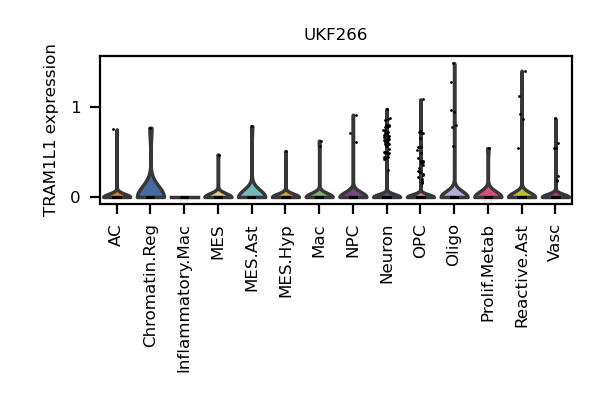 UKF266
TRAM1L1 expression
1
0
AC
Chromatin.Reg
Inflammatory.Mac
MES
MES.Ast
MES.Hyp
Mac
NPC
Neuron
OPC
Oligo
Prolif.Metab
Reactive.Ast
Vasc